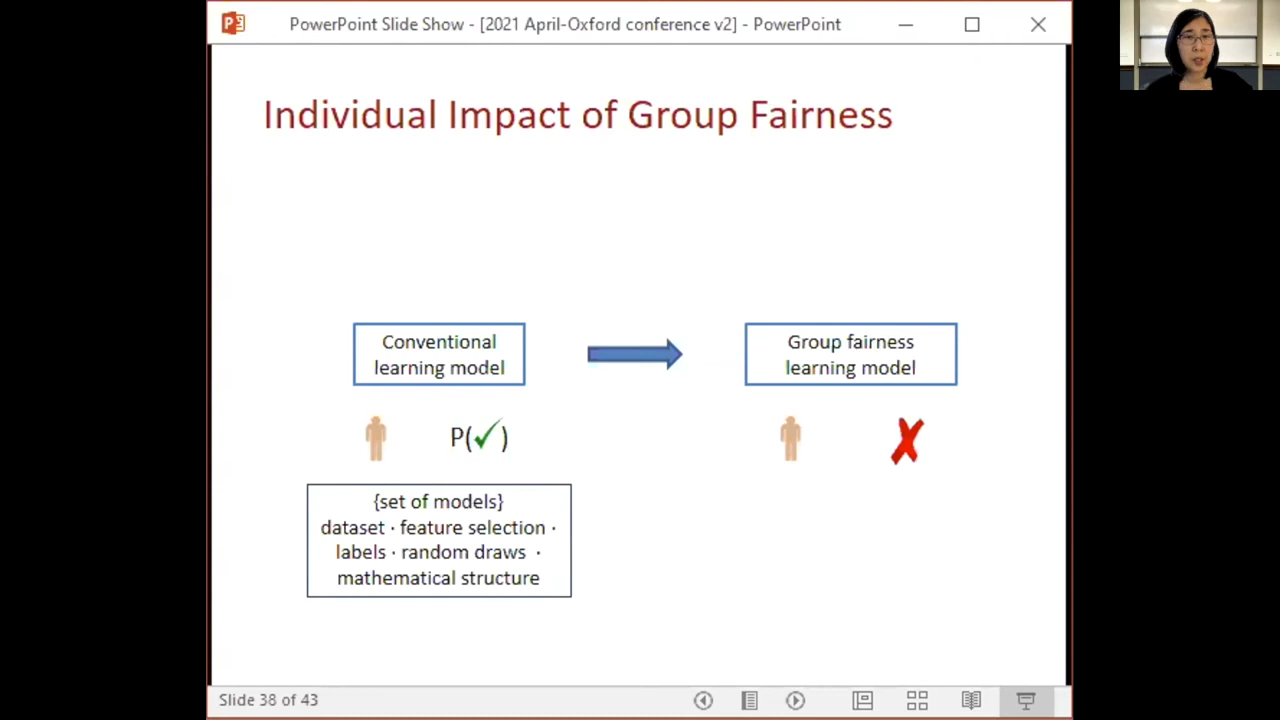 PowerPoint Slide Show - [2021 April-Oxford conference v2] - PowerPoint
Individual Impact of Group Fairness
Conventional
learning model
Group fairness
learning model
P(✓)
{set of models}
dataset · feature selection ·
labels · random draws ·
mathematical structure
Slide 38 of 43